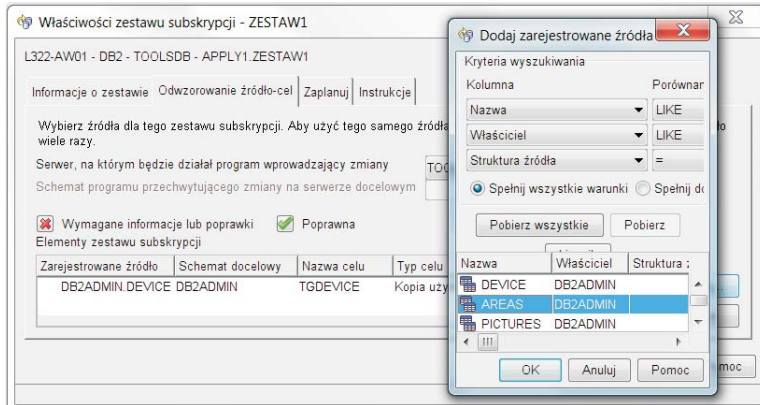 Właściwości zestawu subskrypcji - ZESTAW1
L322-AW01 - DB2 - TOOLSDB - APPLY1.ZESTAW1
Informacje o zestawie Odwzorowanie źródło-cel Zaplanuj Instrukcje
Wybierz źródła dla tego zestawu subskrypcji. Aby użyć tego samego źródła
wiele razy.
Serwer, na którym będzie działał program wprowadzający zmiany
Schemat programu przechwytującego zmiany na serwerze docelowym
Wymagane informacje lub poprawki Poprawna
Elementy zestawu subskrypcji
Zarejestrowane źródło Schemat docelowy Nazwa celu Typ celu
DB2ADMIN.DEVICE DB2ADMIN TGDEVICE Kopia
Dodaj zarejestrowane źródła
Kryteria wyszukiwania
Kolumna
Nazwa LIKE
Właściciel LIKE
Struktura źródła =
Spełnij wszystkie warunki Spełnij
Pobierz wszystkie Pobierz
Nazwa Właściciel Struktura
DEVICE DB2ADMIN
AREAS DB2ADMIN
PICTURES DB2ADMIN
OK Anuluj Pomoc